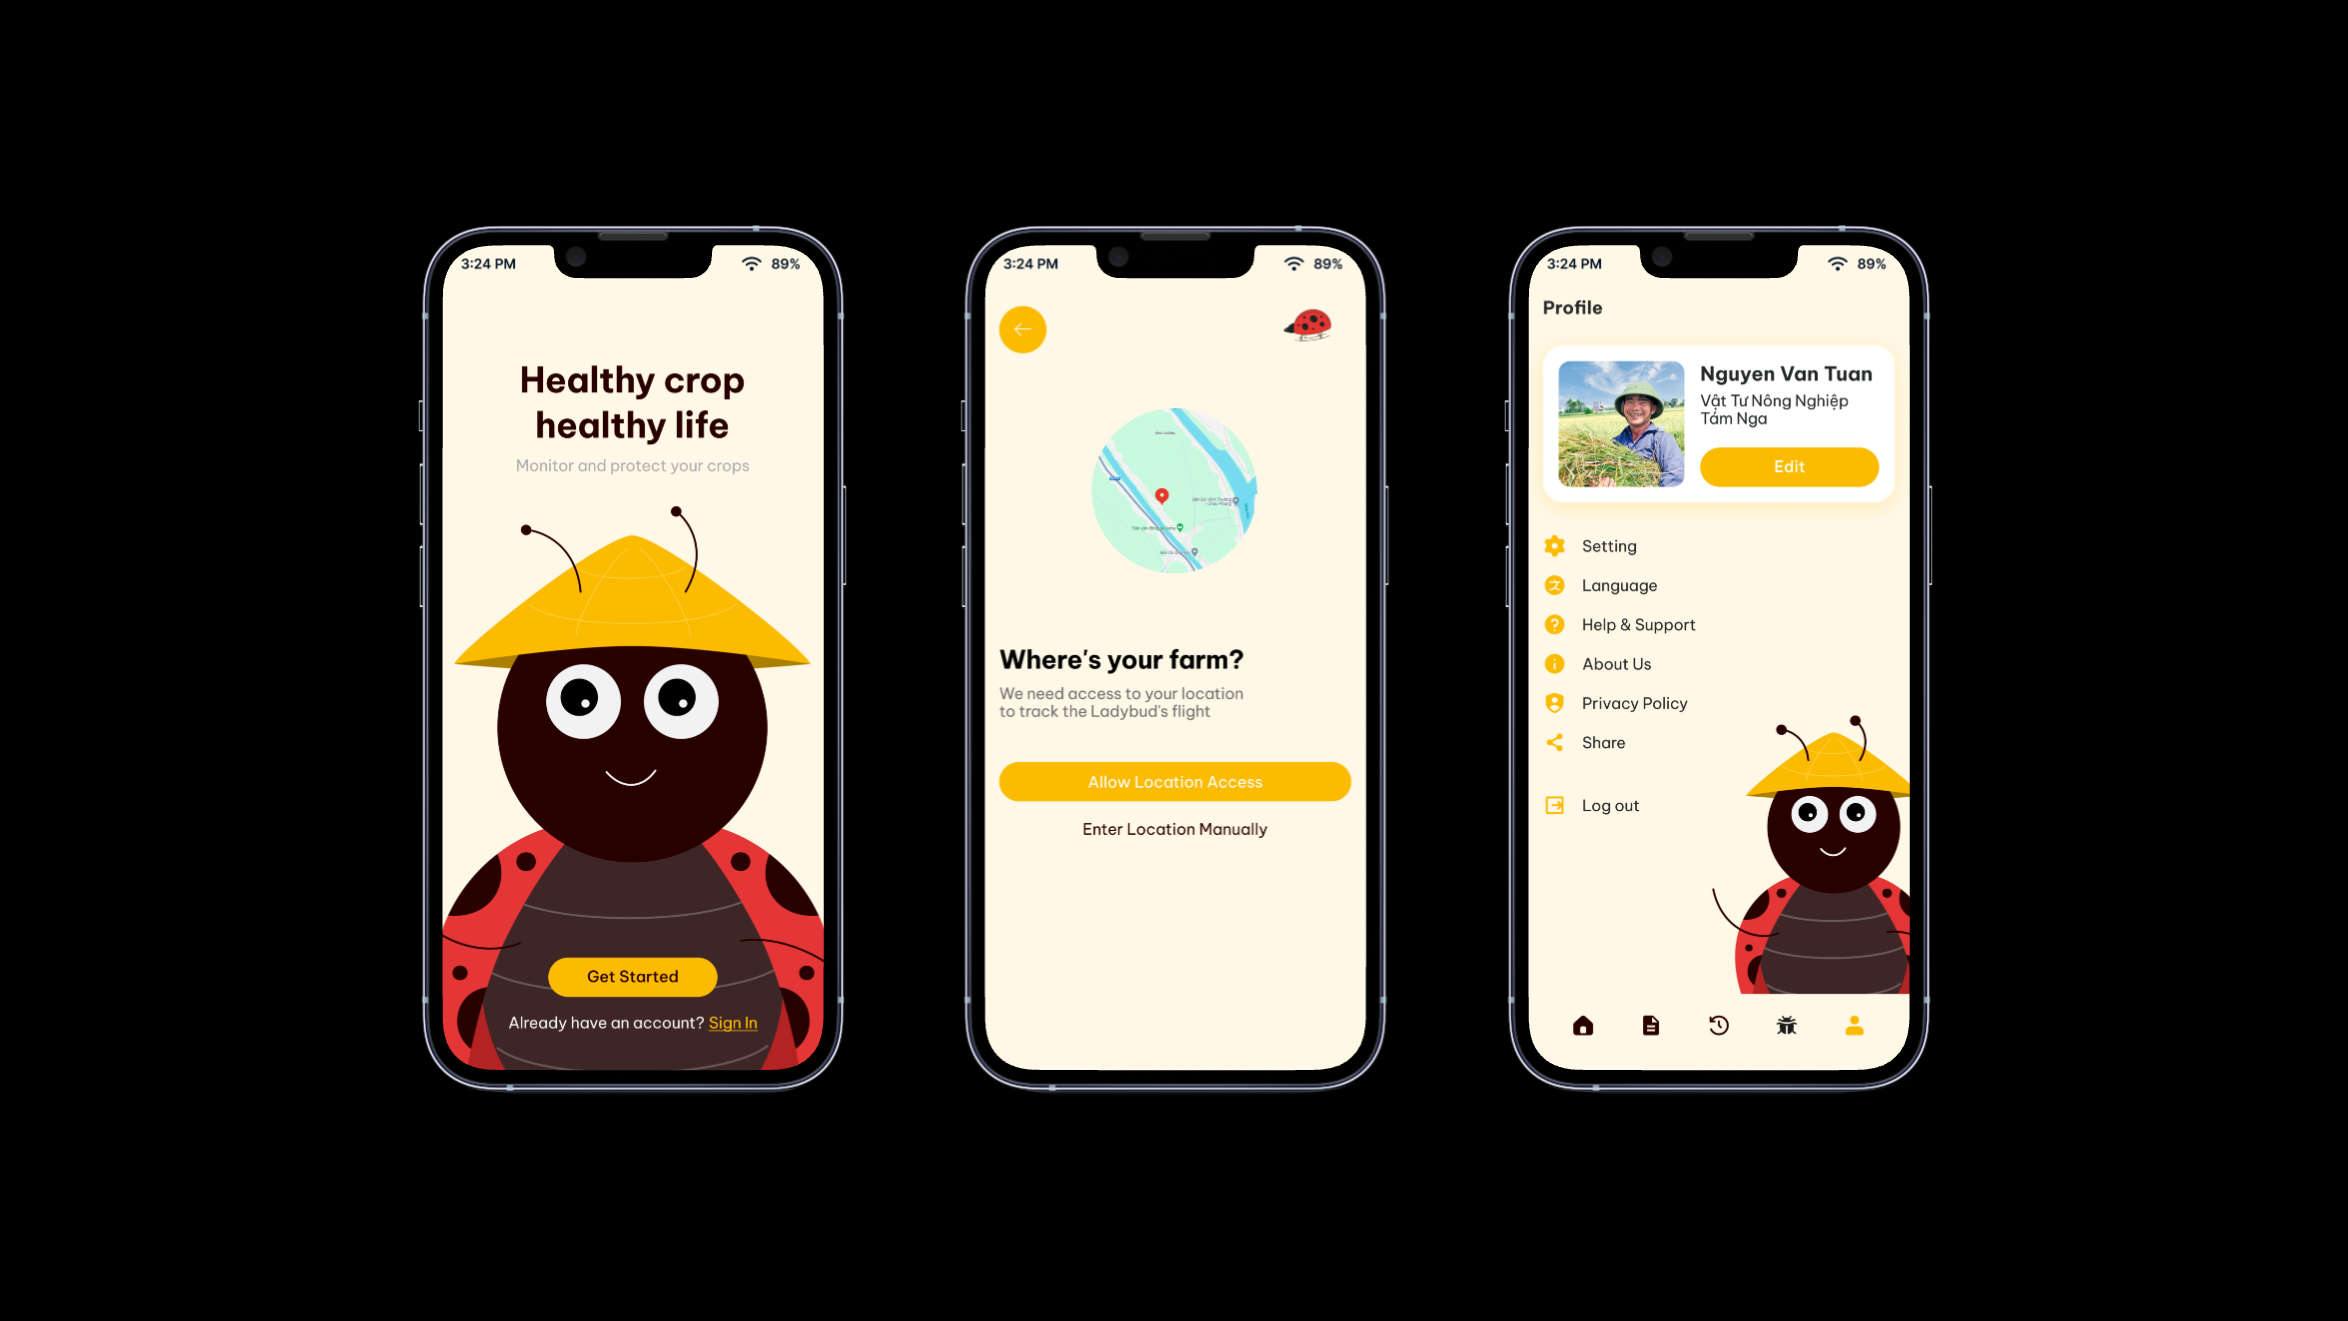 3:24 PM
89%
Healthy crop
healthy life
Monitor and protect your crops
Get Started
Already have an account? Sign In
3:24 PM
89%
Where's your farm?
We need access to your location
to track the Ladybud's flight
Allow Location Access
Enter Location Manually
3:24 PM
89%
Profile
Nguyen Van Tuan
Vật Tư Nông Nghiệp
Tám Nga
Edit
Setting
Language
Help & Support
About Us
Privacy Policy
Share
Log out